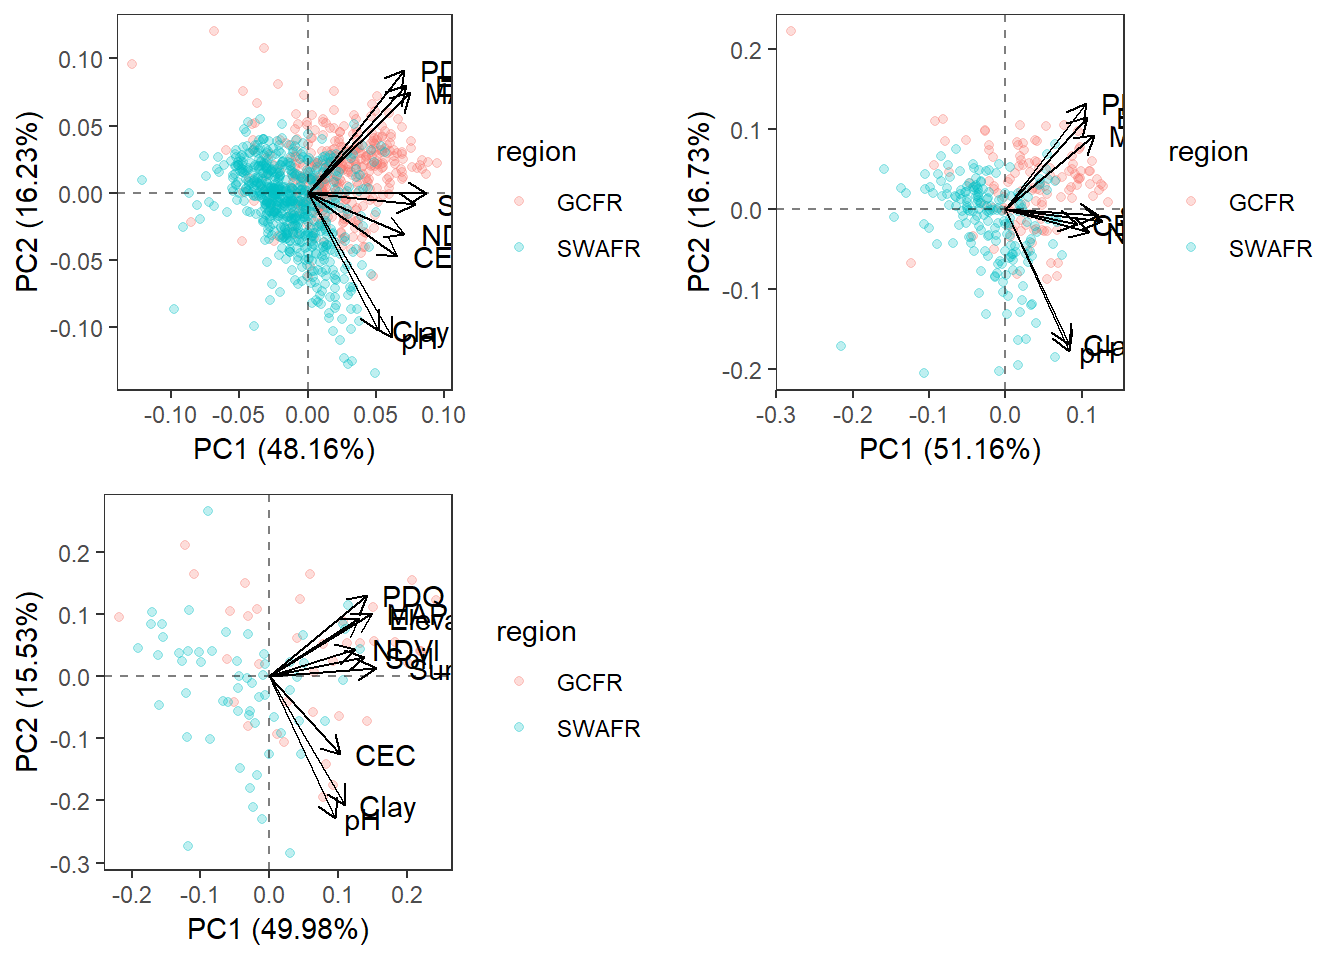 0.10
0.05
0.00
-0.05
-0.10
PC2 (16.23%)
-0.10 -0.05 0.00 0.05 0.10
PC1 (48.16%)
S
CE
Clay
pH
region
GCFR
SWAFR
0.2
0.1
0.0
-0.1
-0.2
PC2 (16.73%)
-0.3 -0.2 -0.1 0.0 0.1
PC1 (51.16%)
M
CE
Cla
pH
region
GCFR
SWAFR
0.2
0.1
0.0
-0.1
-0.2
-0.3
PC2 (15.53%)
-0.2 -0.1 0.0 0.1 0.2
PC1 (49.98%)
PDQ
MAP
Eleva
NDVI
Soil
Sur
CEC
Clay
pH
region
GCFR
SWAFR